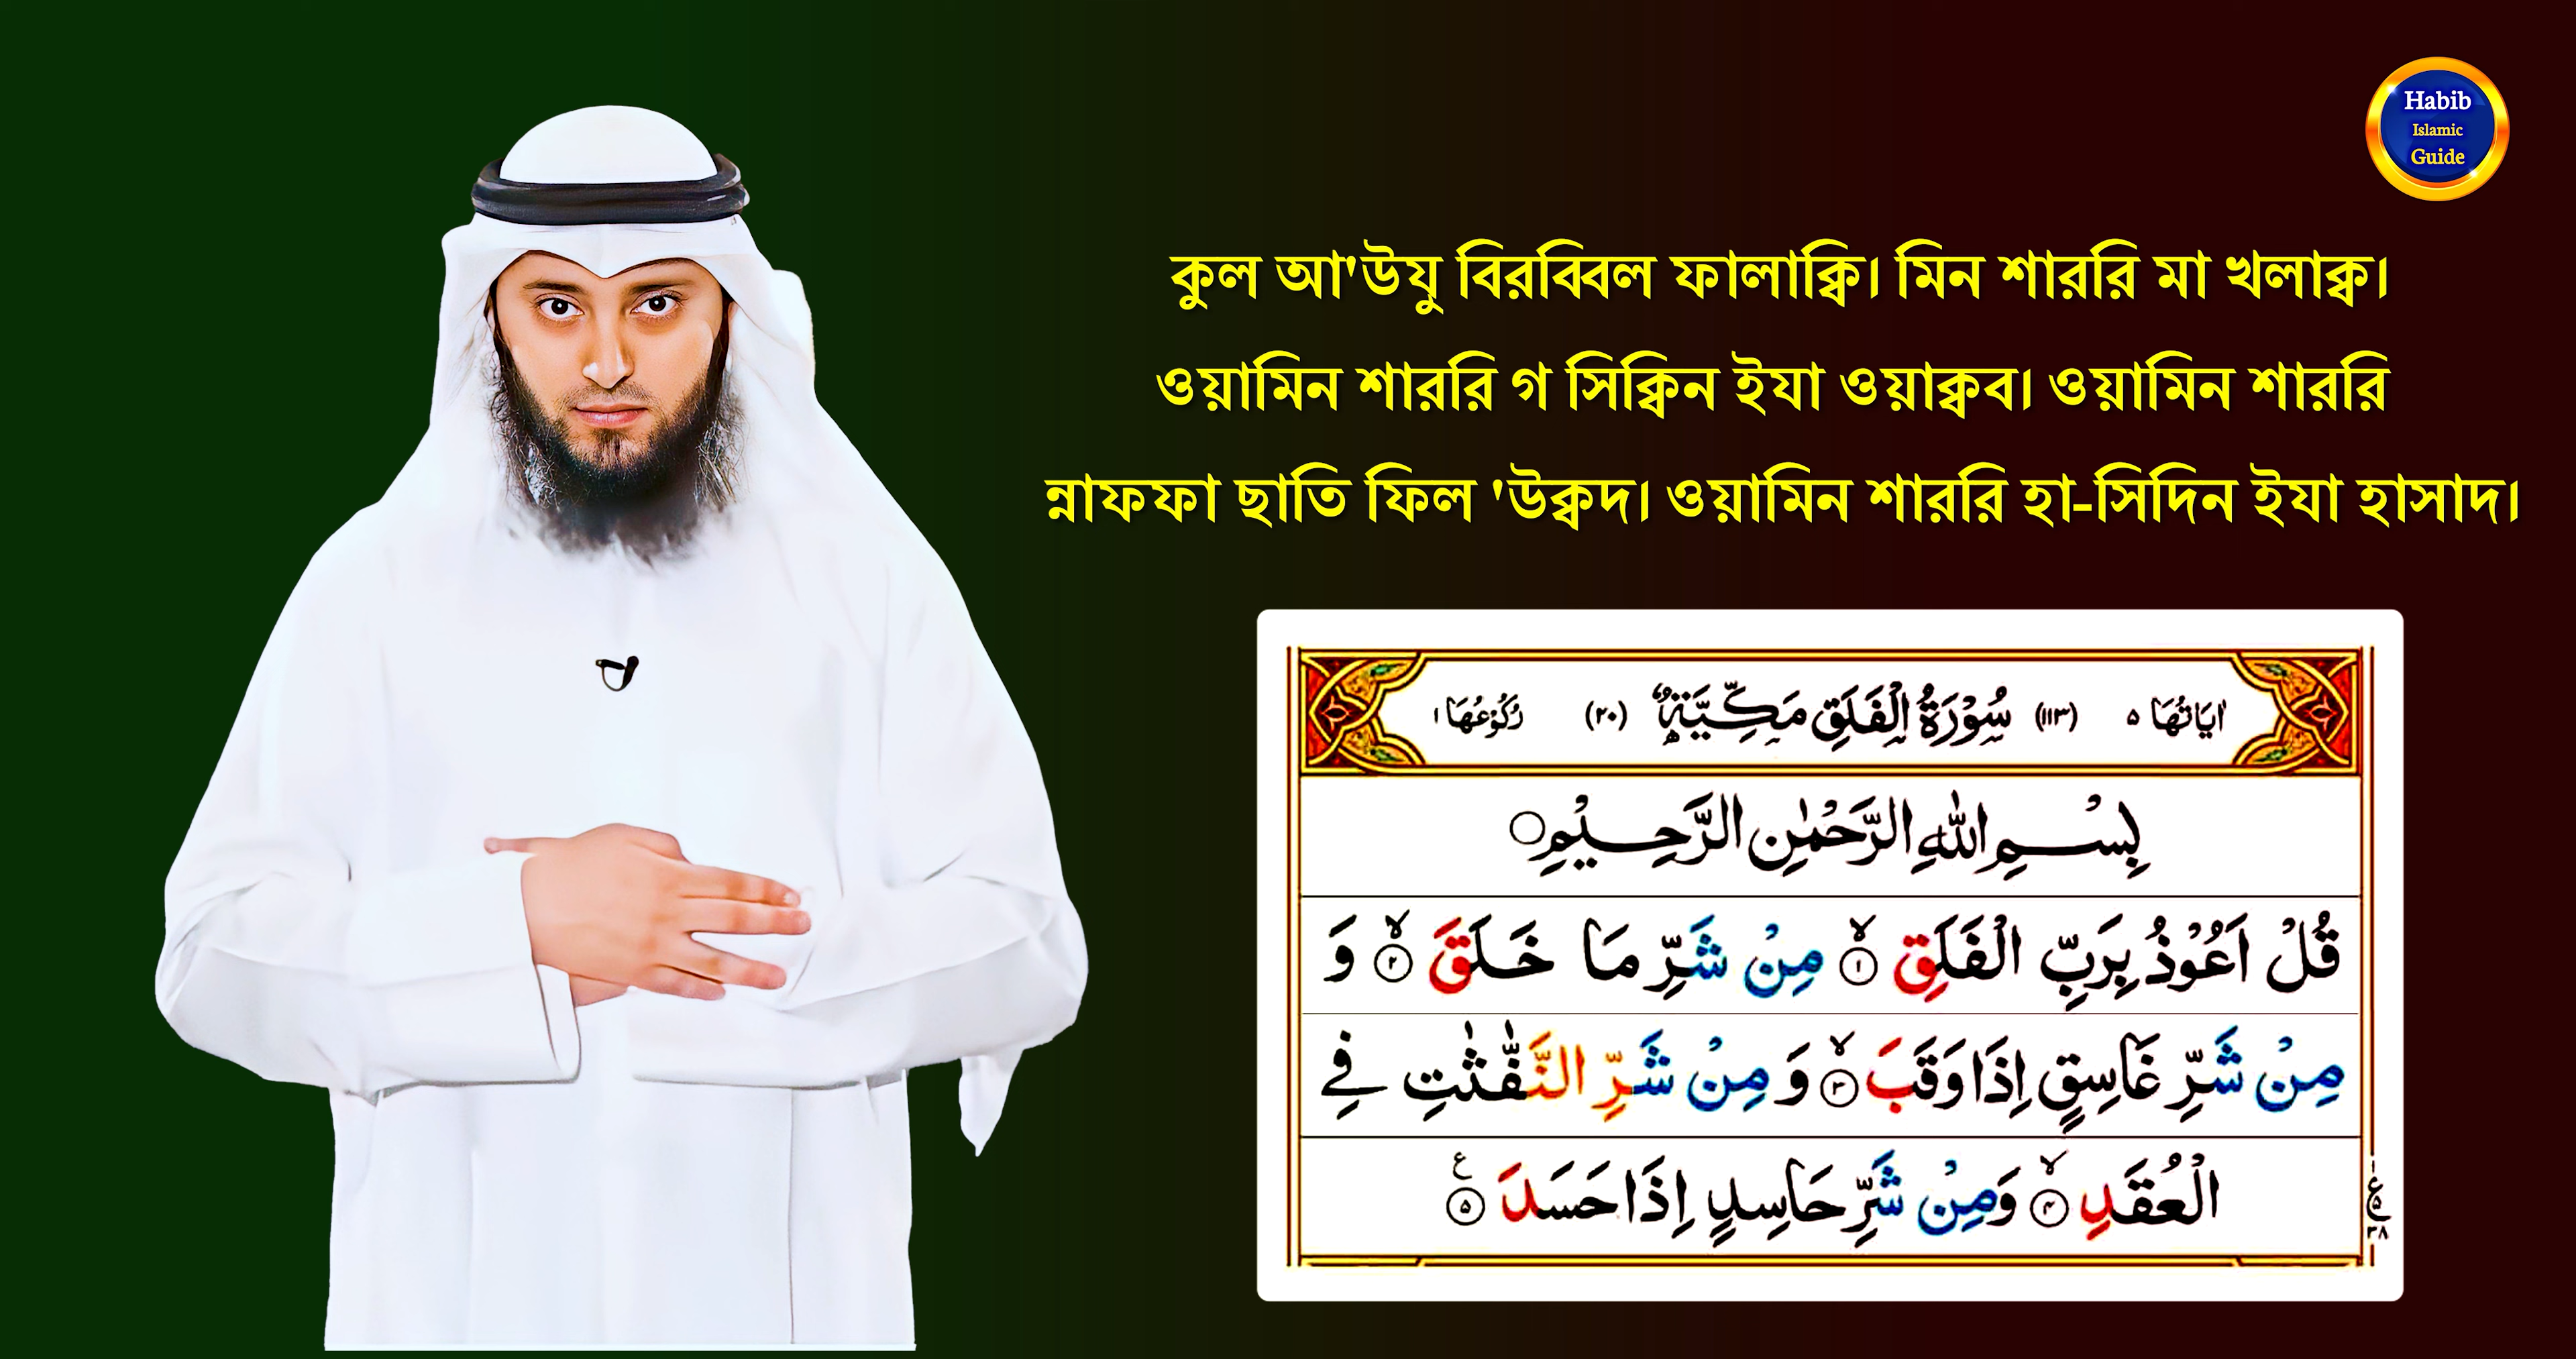 Habib
Islamic
Guide
কুল আ'উযু বিরব্বিল ফালাক্বি। মিন শাররি মা খলাক্ব।
ওয়ামিন শাররি গ সিক্বিন ইযা ওয়াক্বব। ওয়ামিন শাররি
ন্নাফফা ছাতি ফিল 'উক্বদ। ওয়ামিন শাররি হা-সিদিন ইযা হাসাদ।
اٰيَاتُهَا ٥ (١١٣) سُوْرَةُ الْفَلَقِ مَكِّيَّةٌ (٢٠) رُكُوْعُهَا ١
بِسْمِ اللّٰهِ الرَّحْمٰنِ الرَّحِيْمِ
قُلْ اَعُوْذُ بِرَبِّ الْفَلَقِ ۙ١ مِنْ شَرِّ مَا خَلَقَ ۙ٢ وَ
مِنْ شَرِّ غَاسِقٍ اِذَا وَقَبَ ۙ٣ وَ مِنْ شَرِّ النَّفّٰثٰتِ فِي
الْعُقَدِ ۙ٤ وَمِنْ شَرِّ حَاسِدٍ اِذَا حَسَدَ ٥ ع